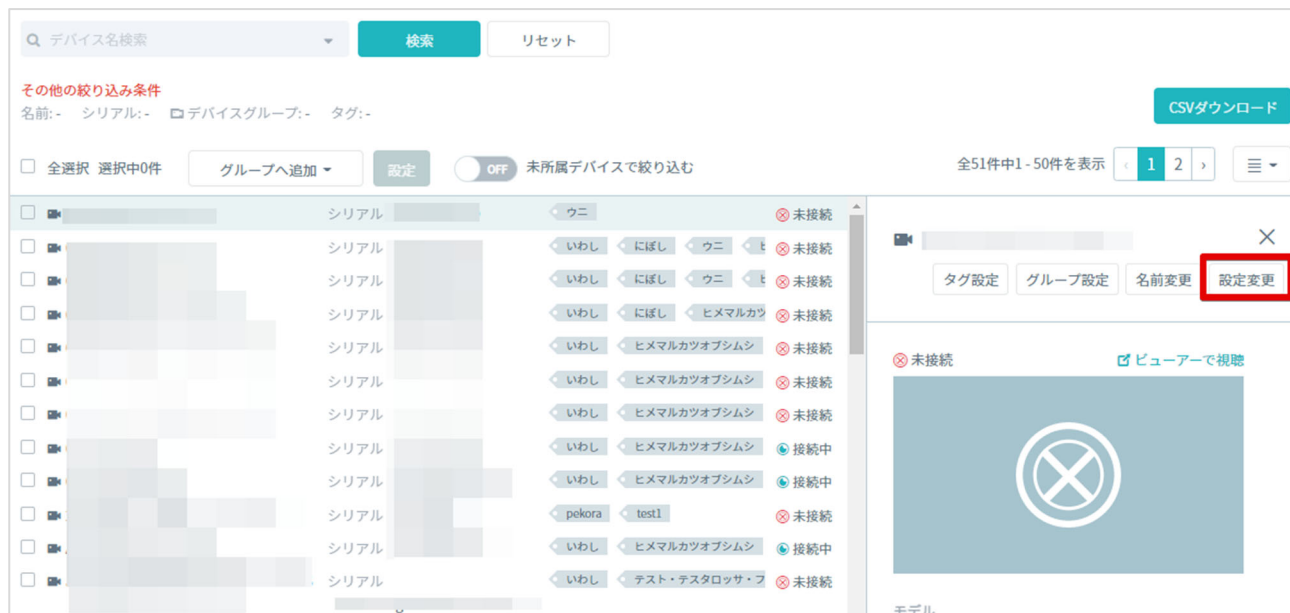 デバイス名検索 検索 リセット
その他の絞り込み条件
名前:- シリアル:- デバイスグループ:- タグ:-
CSVダウンロード
全選択 選択中0件 グループへ追加 設定 OFF 未所属デバイスで絞り込む 全51件中1-50件を表示 ‹ 1 2 ›
シリアル ウニ 未接続
シリアル いわし にぼし ウニ 未接続
シリアル いわし にぼし ウニ 未接続
シリアル いわし にぼし ヒメマルカツ 未接続
シリアル いわし ヒメマルカツオブシムシ 未接続
シリアル いわし ヒメマルカツオブシムシ 未接続
シリアル いわし ヒメマルカツオブシムシ 未接続
シリアル いわし ヒメマルカツオブシムシ 接続中
シリアル いわし ヒメマルカツオブシムシ 接続中
シリアル pekora test1 未接続
シリアル いわし ヒメマルカツオブシムシ 接続中
シリアル いわし テスト・テスタロッサ・フ 未接続
タグ設定 グループ設定 名前変更 設定変更
未接続 ビューアーで視聴
モデル